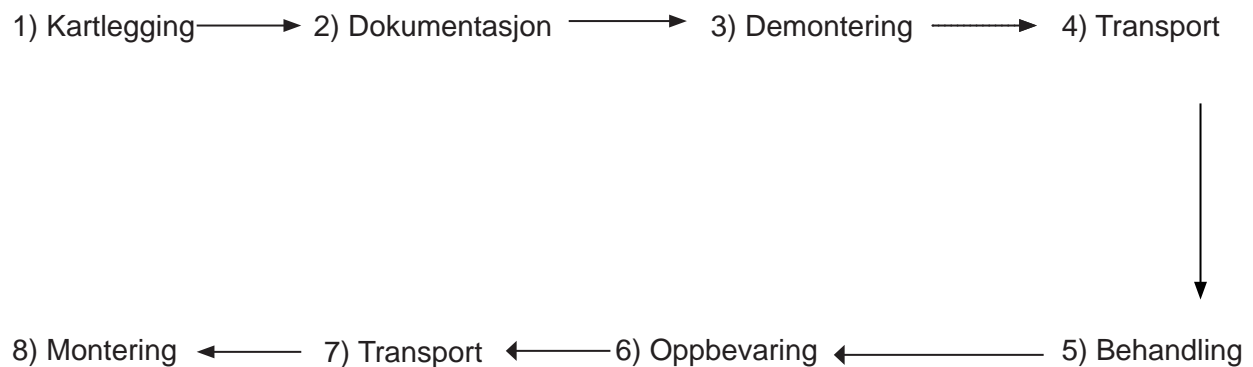 1) Kartlegging 2) Dokumentasjon 3) Demontering 4) Transport
8) Montering 7) Transport 6) Oppbevaring 5) Behandling